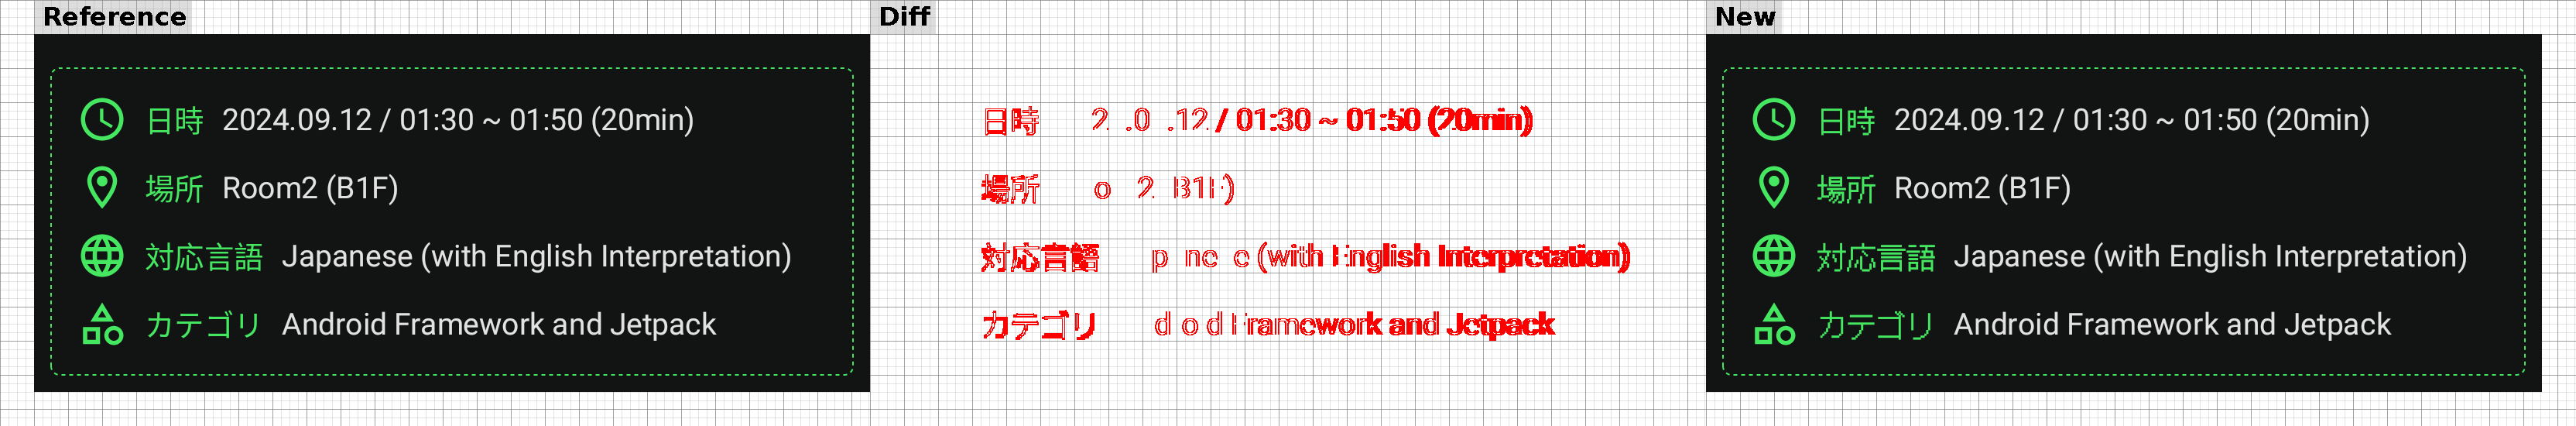 Reference
日時 2024.09.12 / 01:30 ~ 01:50 (20min)
場所 Room2 (B1F)
対応言語 Japanese (with English Interpretation)
カテゴリ Android Framework and Jetpack
Diff
日時 2 .0 .12 / 01:30 ~ 01:50 (20min)
場所 o 2 B1F)
対応言語 p ne e (with English Interpretation)
カテゴリ d o d Framework and Jetpack
New
日時 2024.09.12 / 01:30 ~ 01:50 (20min)
場所 Room2 (B1F)
対応言語 Japanese (with English Interpretation)
カテゴリ Android Framework and Jetpack